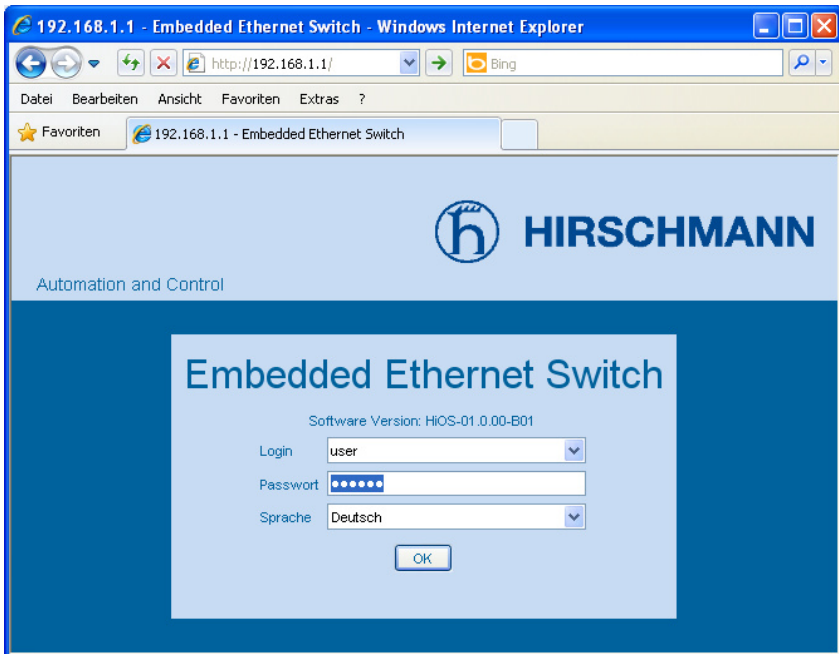 192.168.1.1 - Embedded Ethernet Switch - Windows Internet Explorer
http://192.168.1.1/
Bing
Datei Bearbeiten Ansicht Favoriten Extras ?
Favoriten 192.168.1.1 - Embedded Ethernet Switch
HIRSCHMANN
Automation and Control
Embedded Ethernet Switch
Software Version: HiOS-01.0.00-B01
Login user
Passwort ••••••
Sprache Deutsch
OK